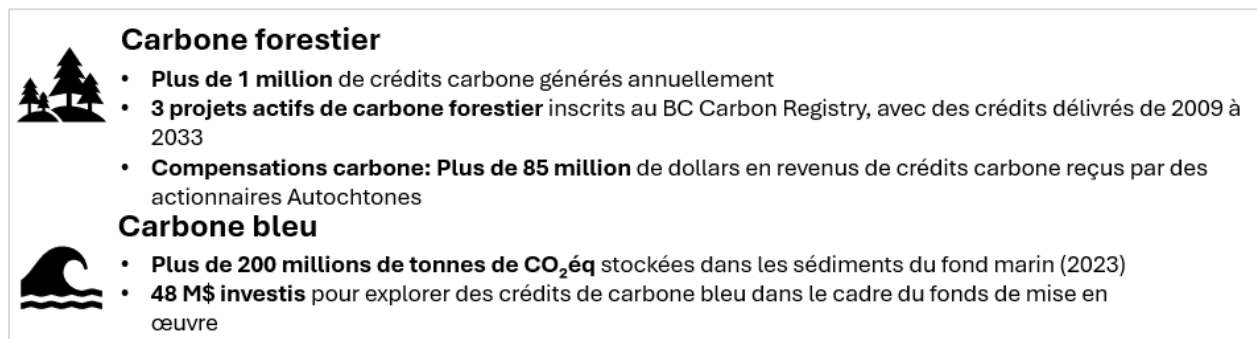 Carbone forestier
• Plus de 1 million de crédits carbone générés annuellement
• 3 projets actifs de carbone forestier inscrits au BC Carbon Registry, avec des crédits délivrés de 2009 à
2033
• Compensations carbone: Plus de 85 million de dollars en revenus de crédits carbone reçus par des
actionnaires Autochtones
Carbone bleu
• Plus de 200 millions de tonnes de CO₂éq stockées dans les sédiments du fond marin (2023)
• 48 M$ investis pour explorer des crédits de carbone bleu dans le cadre du fonds de mise en
œuvre